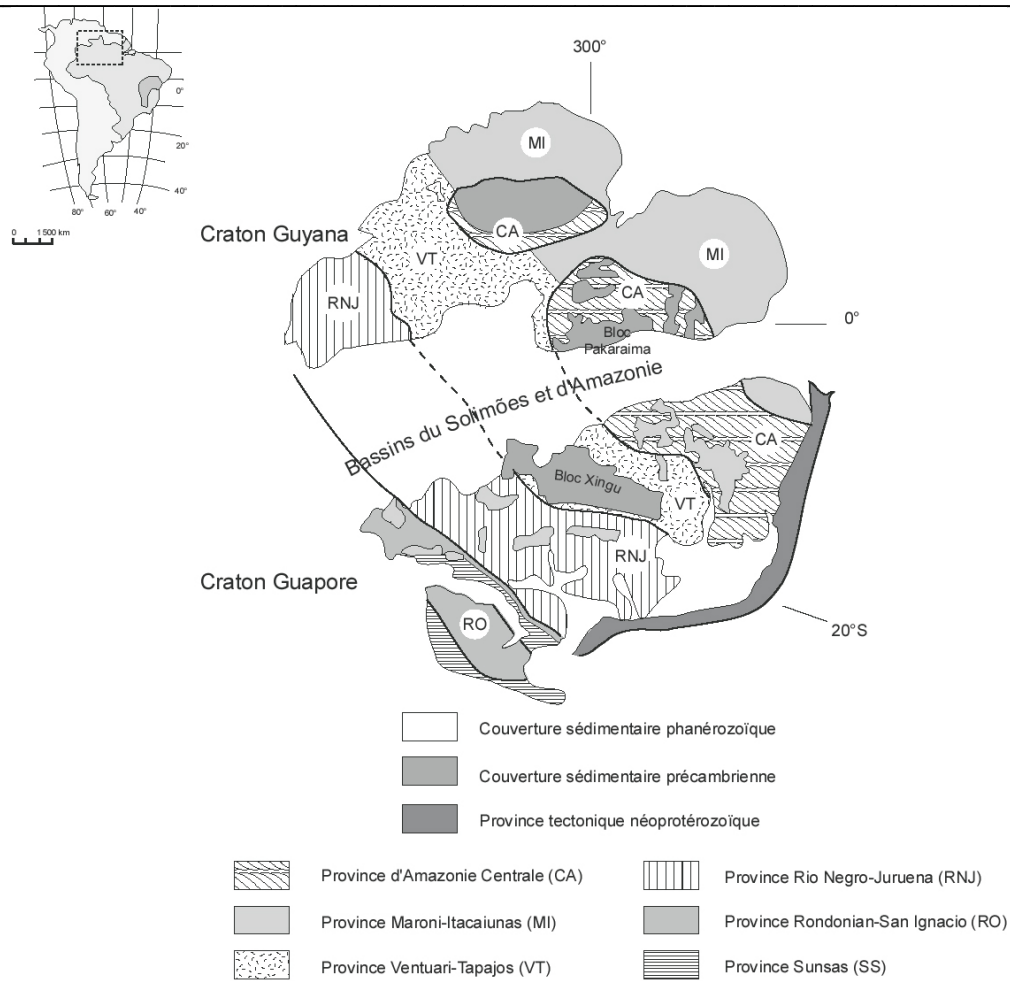 300°
0°
20°
40°
80° 60° 40°
0 1 500 km
MI
Craton Guyana
CA
VT
MI
RNJ
CA
0°
Bloc
Pakaraima
Bassins du Solimões et d'Amazonie
CA
Bloc Xingu
VT
RNJ
Craton Guapore
RO
20°S
Couverture sédimentaire phanérozoïque
Couverture sédimentaire précambrienne
Province tectonique néoprotérozoïque
Province d'Amazonie Centrale (CA)
Province Rio Negro-Juruena (RNJ)
Province Maroni-Itacaiunas (MI)
Province Rondonian-San Ignacio (RO)
Province Ventuari-Tapajos (VT)
Province Sunsas (SS)